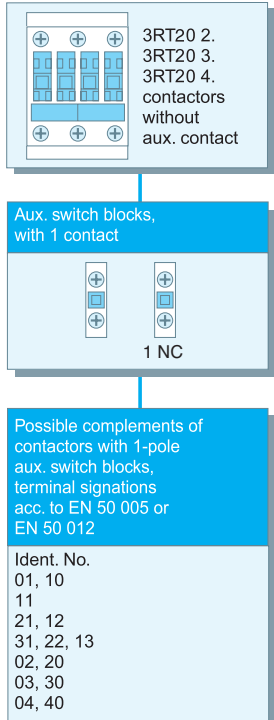 3RT20 2.
3RT20 3.
3RT20 4.
contactors
without
aux. contact
Aux. switch blocks,
with 1 contact
1 NC
Possible complements of
contactors with 1-pole
aux. switch blocks,
terminal signations
acc. to EN 50 005 or
EN 50 012
Ident. No.
01, 10
11
21, 12
31, 22, 13
02, 20
03, 30
04, 40